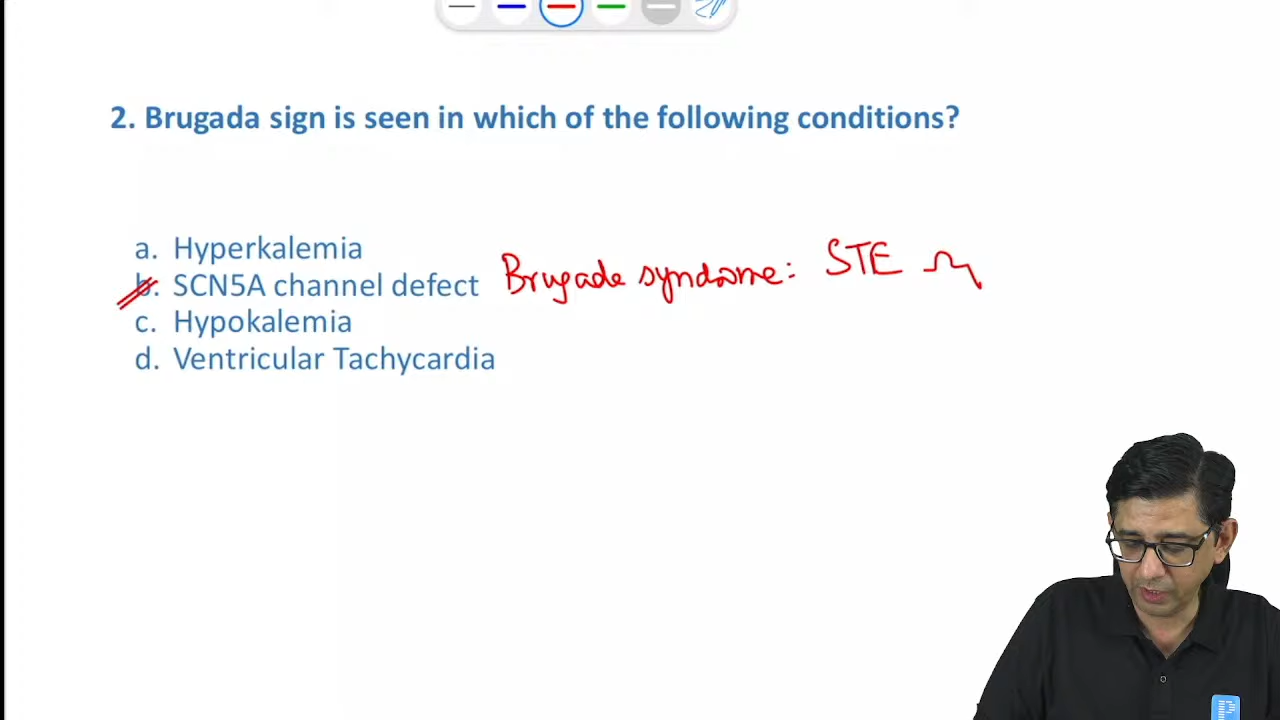 2. Brugada sign is seen in which of the following conditions?
a. Hyperkalemia
b. SCN5A channel defect Brugade syndrome: STE
c. Hypokalemia
d. Ventricular Tachycardia